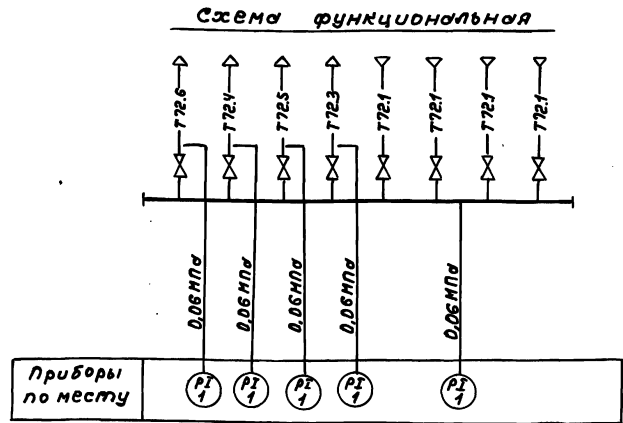 Схема функциональная
Т72.6
Т72.4
Т72.5
Т72.3
Т72.1
Т72.1
Т72.1
Т72.1
0,06 МПа
0,06 МПа
0,06 МПа
0,06 МПа
0,06 МПа
Приборы
по месту
PI
1
PI
1
PI
1
PI
1
PI
1